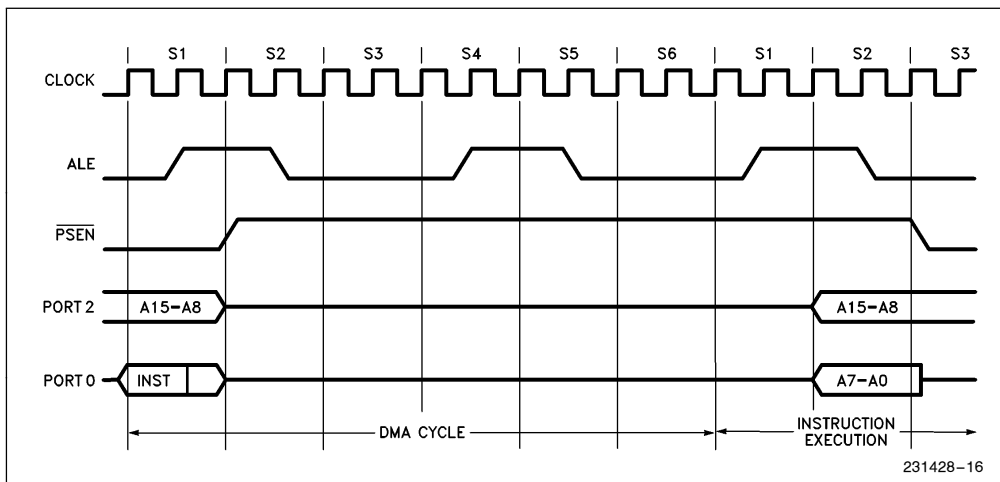 S1 S2 S3 S4 S5 S6 S1 S2 S3
CLOCK
ALE
PSEN
PORT 2 A15–A8 A15–A8
PORT 0 INST A7–A0
DMA CYCLE INSTRUCTION EXECUTION
231428–16